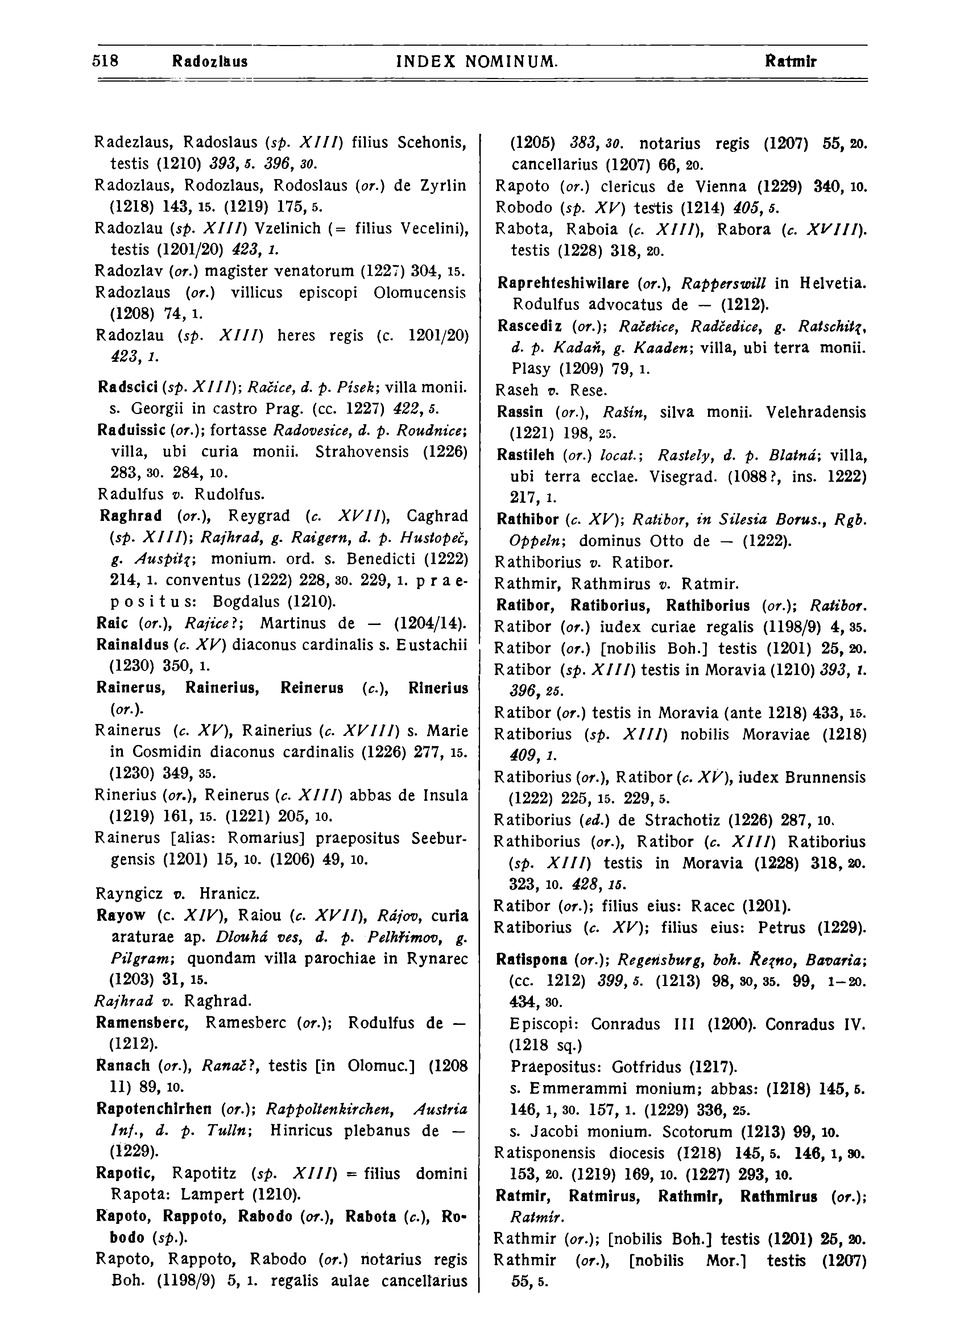 518 Radozlaus INDEX NOMINUM. Ratmir
Radezlaus, Radoslaus (sp. XIII) filius Scehonis,
testis (1210) 393, 5. 396, 30.
Radozlaus, Rodozlaus, Rodoslaus (or.) de Zyrlin
(1218) 143, 15. (1219) 175, 5.
Radozlau (sp. XIII) Vzelinich (= filius Vecelini),
testis (1201/20) 423, 1.
Radozlav (or.) magister venatorum (1227) 304, 15.
Radozlaus (or.) villicus episcopi Olomucensis
(1208) 74, 1.
Radozlau (sp. XIII) heres regis (c. 1201/20)
423, 1.
Radscici (sp. XIII); Račice, d. p. Písek; villa monii.
s. Georgii in castro Prag. (cc. 1227) 422, 5.
Raduissic (or.); fortasse Radovesice, d. p. Roudnice;
villa, ubi curia monii. Strahovensis (1226)
283, 30. 284, 10.
Radulfus v. Rudolfus.
Raghrad (or.), Reygrad (c. XVII), Caghrad
(sp. XIII); Rajhrad, g. Raigern, d. p. Hustopeč,
g. Auspitz; monium. ord. s. Benedicti (1222)
214, 1. conventus (1222) 228, 30. 229, 1. prae-
positus: Bogdalus (1210).
Raic (or.), Rajice?; Martinus de — (1204/14).
Rainaldus (c. XV) diaconus cardinalis s. Eustachii
(1230) 350, 1.
Rainerus, Rainerius, Reinerus (c.), Rinerius
(or.).
Rainerus (c. XV), Rainerius (c. XVIII) s. Marie
in Cosmidin diaconus cardinalis (1226) 277, 15.
(1230) 349, 35.
Rinerius (or.), Reinerus (c. XIII) abbas de Insula
(1219) 161, 15. (1221) 205, 10.
Rainerus [alias: Romarius] praepositus Seebur-
gensis (1201) 15, 10. (1206) 49, 10.
Rayngicz v. Hranicz.
Rayow (c. XIV), Raiou (c. XVII), Rájov, curia
araturae ap. Dlouhá ves, d. p. Pelhřimov, g.
Pilgram; quondam villa parochiae in Rynarec
(1203) 31, 15.
Rajhrad v. Raghrad.
Ramensberc, Ramesberc (or.); Rodulfus de —
(1212).
Ranach (or.), Ranač?, testis [in Olomuc.] (1208
11) 89, 10.
Rapotenchirhen (or.); Rappoltenkirchen, Austria
Inf., d. p. Tulln; Hinricus plebanus de —
(1229).
Rapotic, Rapotitz (sp. XIII) = filius domini
Rapota: Lampert (1210).
Rapoto, Rappoto, Rabodo (or.), Rabota (c.), Ro-
bodo (sp.).
Rapoto, Rappoto, Rabodo (or.) notarius regis
Boh. (1198/9) 5, 1. regalis aulae cancellarius
(1205) 383, 30. notarius regis (1207) 55, 20.
cancellarius (1207) 66, 20.
Rapoto (or.) clericus de Vienna (1229) 340, 10.
Robodo (sp. XV) testis (1214) 405, 5.
Rabota, Raboia (c. XIII), Rabora (c. XVIII).
testis (1228) 318, 20.
Raprehteshiwilare (or.), Rapperswill in Helvetia.
Rodulfus advocatus de — (1212).
Rascediz (or.); Račetice, Radčedice, g. Ratschitz,
d. p. Kadaň, g. Kaaden; villa, ubi terra monii.
Plasy (1209) 79, 1.
Raseh v. Rese.
Rassin (or.), Rašín, silva monii. Velehradensis
(1221) 198, 25.
Rastileh (or.) locat.; Rastely, d. p. Blatná; villa,
ubi terra ecclae. Visegrad. (1088?, ins. 1222)
217, 1.
Rathibor (c. XV); Ratibor, in Silesia Borus., Rgb.
Oppeln; dominus Otto de — (1222).
Rathiborius v. Ratibor.
Rathmir, Rathmirus v. Ratmir.
Ratibor, Ratiborius, Rathiborius (or.); Ratibor.
Ratibor (or.) iudex curiae regalis (1198/9) 4, 35.
Ratibor (or.) [nobilis Boh.] testis (1201) 25, 20.
Ratibor (sp. XIII) testis in Moravia (1210) 393, 1.
396, 25.
Ratibor (or.) testis in Moravia (ante 1218) 433, 15.
Ratiborius (sp. XIII) nobilis Moraviae (1218)
409, 1.
Ratiborius (or.), Ratibor (c. XV), iudex Brunnensis
(1222) 225, 15. 229, 5.
Ratiborius (ed.) de Strachotiz (1226) 287, 10.
Rathiborius (or.), Ratibor (c. XIII) Ratiborius
(sp. XIII) testis in Moravia (1228) 318, 20.
323, 10. 428, 15.
Ratibor (or.); filius eius: Racec (1201).
Ratiborius (c. XV); filius eius: Petrus (1229).
Ratispona (or.); Regensburg, boh. Řezno, Bavaria;
(cc. 1212) 399, 5. (1213) 98, 30, 35. 99, 1–20.
434, 30.
Episcopi: Conradus III (1200). Conradus IV.
(1218 sq.)
Praepositus: Gotfridus (1217).
s. Emmerammi monium; abbas: (1218) 145, 5.
146, 1, 30. 157, 1. (1229) 336, 25.
s. Jacobi monium. Scotorum (1213) 99, 10.
Ratisponensis diocesis (1218) 145, 5. 146, 1, 30.
153, 20. (1219) 169, 10. (1227) 293, 10.
Ratmir, Ratmirus, Rathmir, Rathmirus (or.);
Ratmír.
Rathmir (or.); [nobilis Boh.] testis (1201) 25, 20.
Rathmir (or.), [nobilis Mor.] testis (1207)
55, 5.